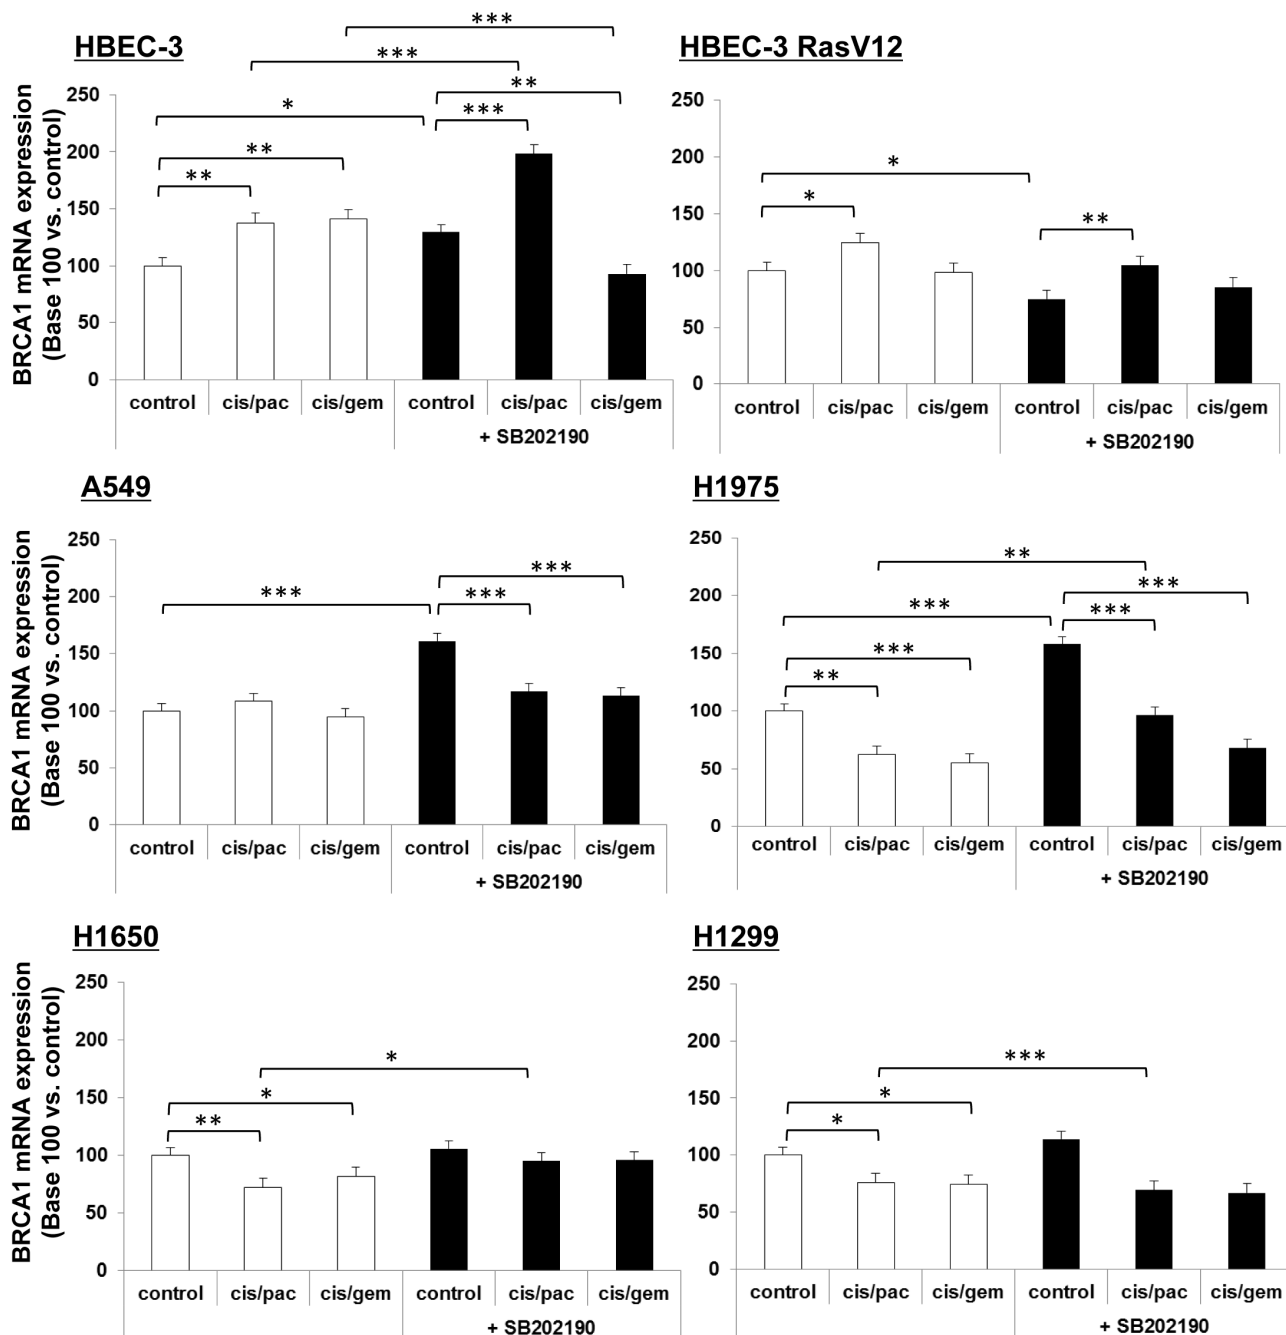 HBEC-3
BRCA1 mRNA expression
(Base 100 vs. control)
250
200
150
100
50
0
***
***
**
*
***
**
**
control cis/pac cis/gem control cis/pac cis/gem
+ SB202190
HBEC-3 RasV12
250
200
150
100
50
0
*
*
**
control cis/pac cis/gem control cis/pac cis/gem
+ SB202190
A549
BRCA1 mRNA expression
(Base 100 vs. control)
250
200
150
100
50
0
***
***
***
control cis/pac cis/gem control cis/pac cis/gem
+ SB202190
H1975
250
200
150
100
50
0
**
***
***
***
***
**
control cis/pac cis/gem control cis/pac cis/gem
+ SB202190
H1650
BRCA1 mRNA expression
(Base 100 vs. control)
250
200
150
100
50
0
*
*
**
control cis/pac cis/gem control cis/pac cis/gem
+ SB202190
H1299
250
200
150
100
50
0
***
*
*
control cis/pac cis/gem control cis/pac cis/gem
+ SB202190